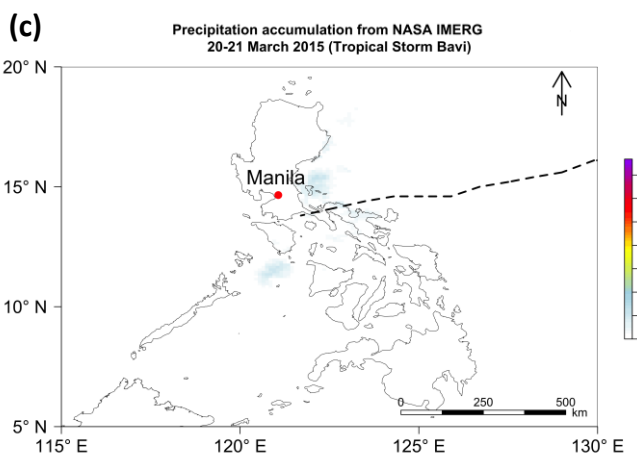 (c)
Precipitation accumulation from NASA IMERG
20-21 March 2015 (Tropical Storm Bavi)
20° N
N
Manila
15° N
10° N
0 250 500
km
5° N
115° E 120° E 125° E 130° E